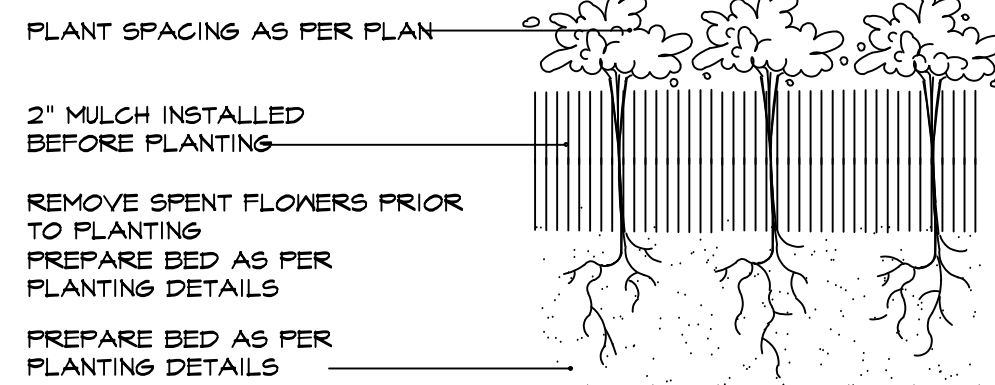 PLANT SPACING AS PER PLAN
2" MULCH INSTALLED
BEFORE PLANTING
REMOVE SPENT FLOWERS PRIOR
TO PLANTING
PREPARE BED AS PER
PLANTING DETAILS
PREPARE BED AS PER
PLANTING DETAILS